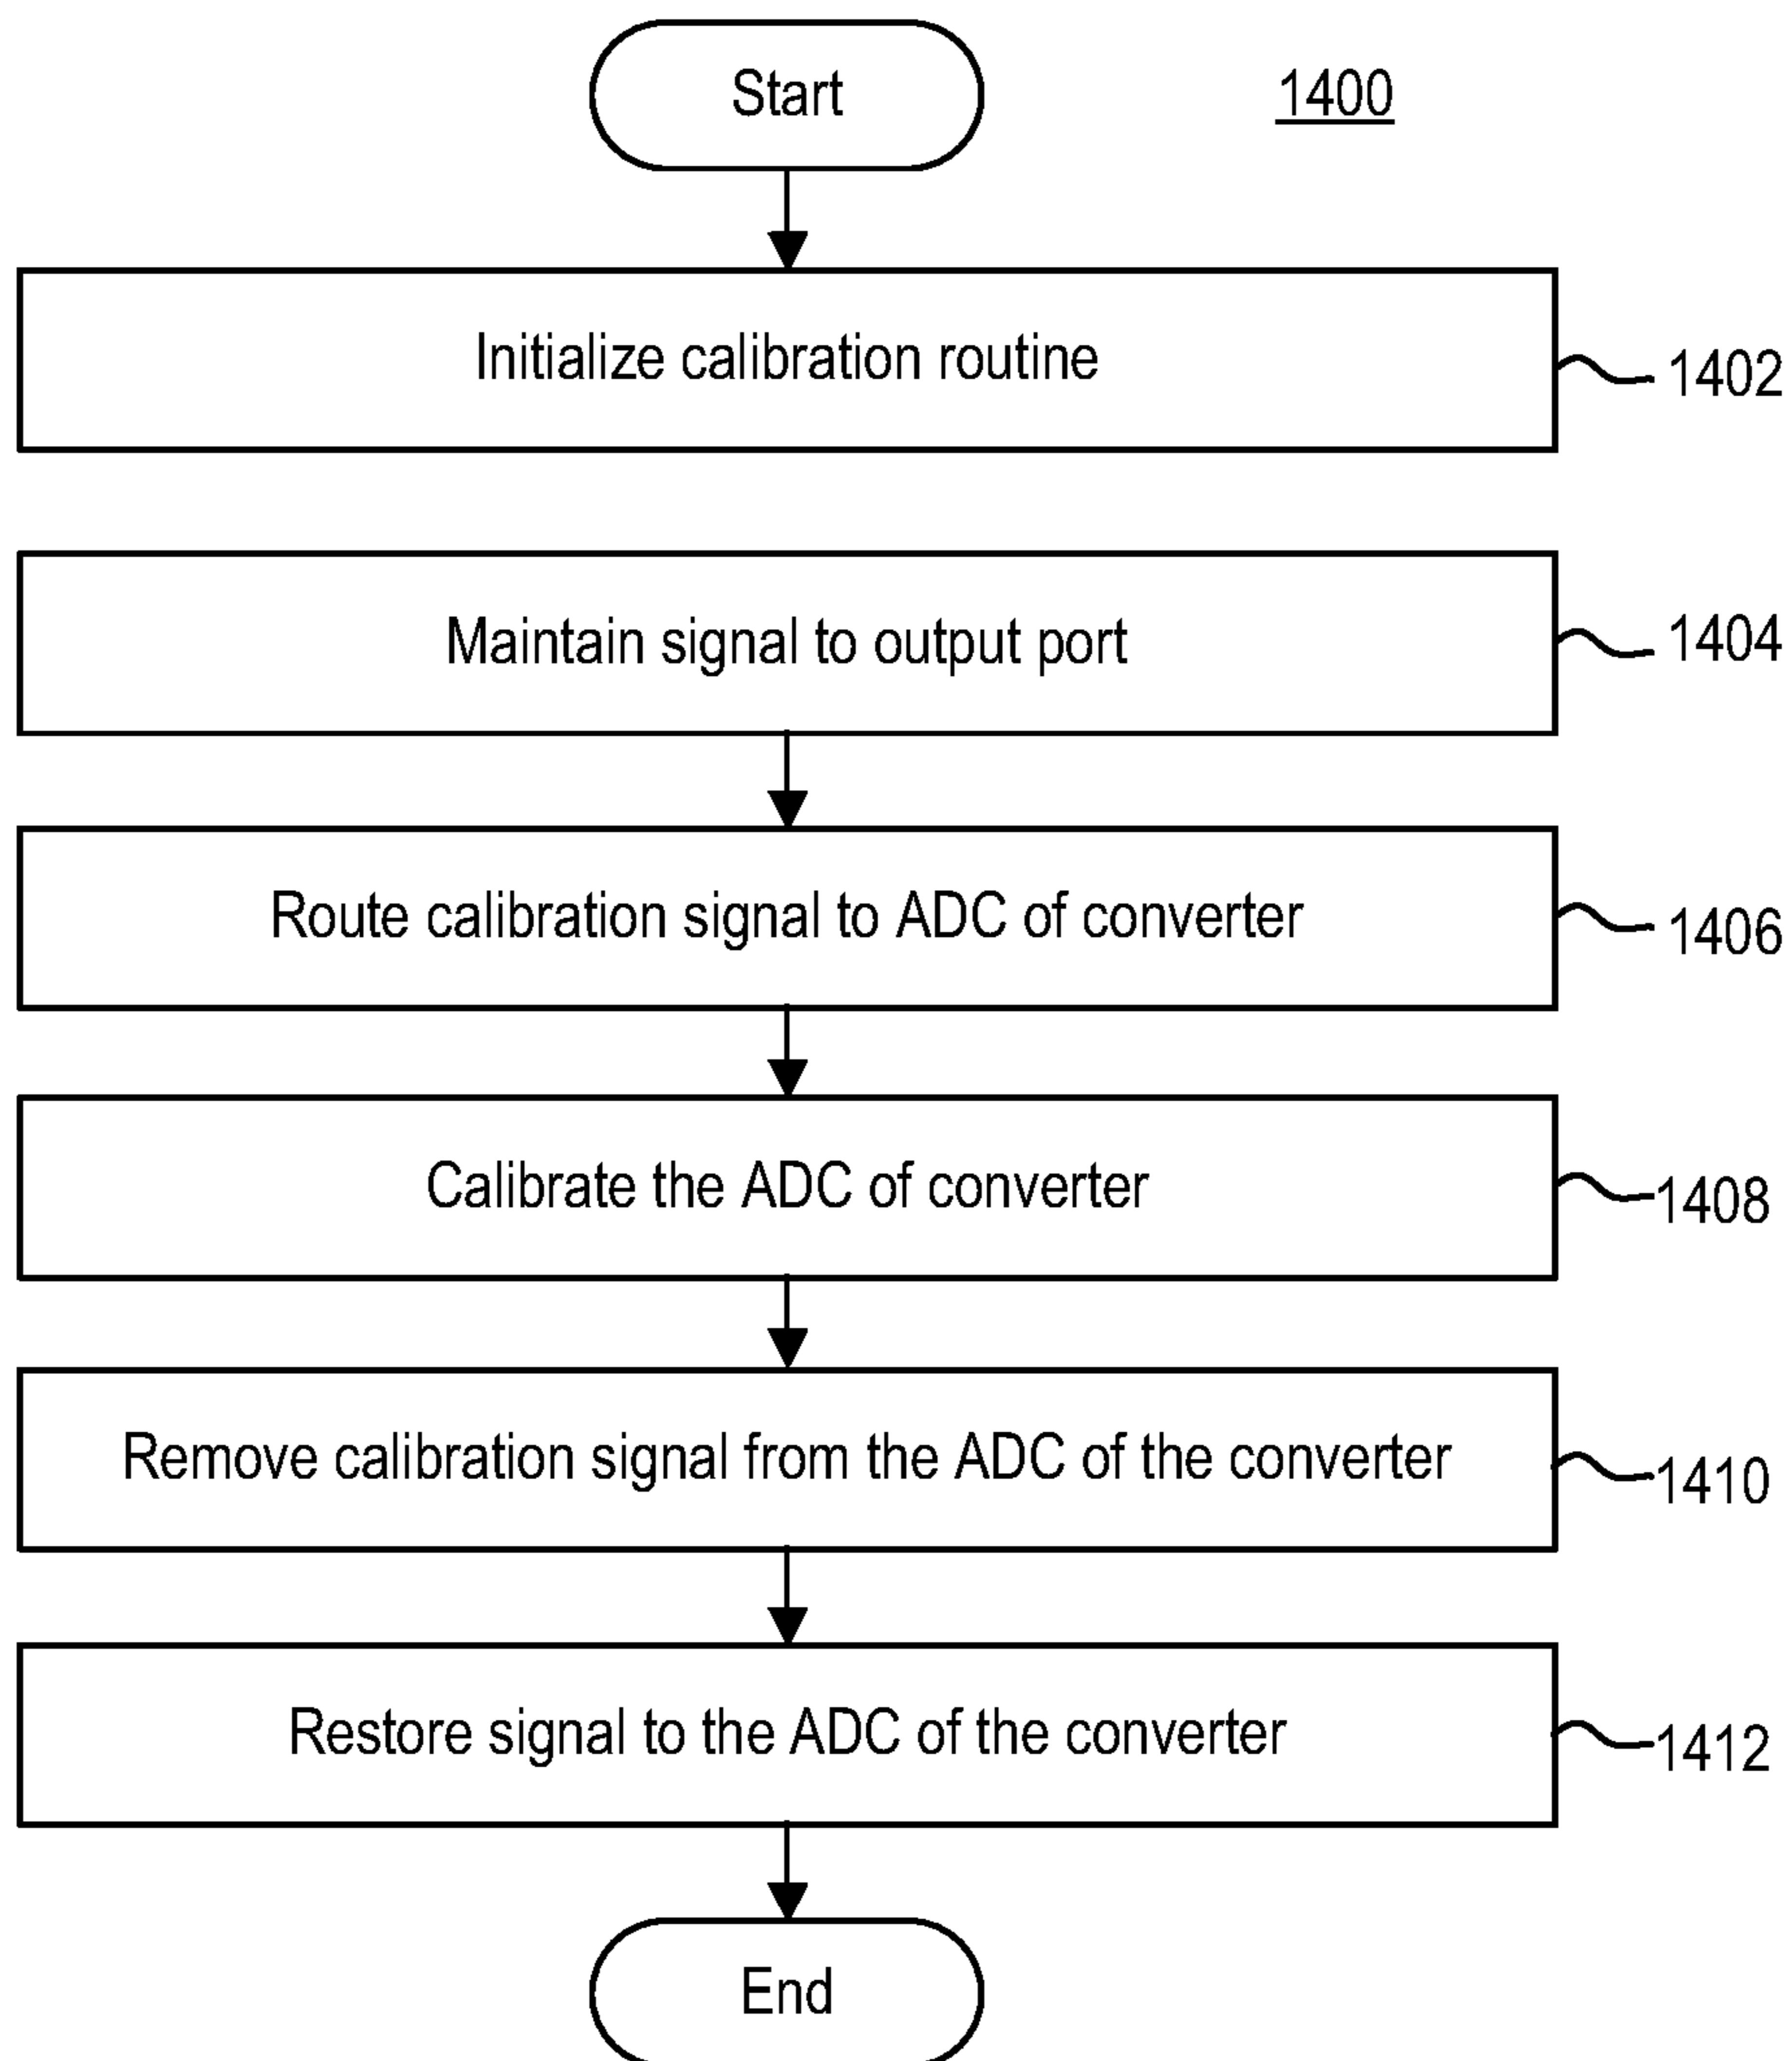 Start
1400
Initialize calibration routine
1402
Maintain signal to output port
1404
Route calibration signal to ADC of converter
1406
Calibrate the ADC of converter
1408
Remove calibration signal from the ADC of the converter
1410
Restore signal to the ADC of the converter
1412
End